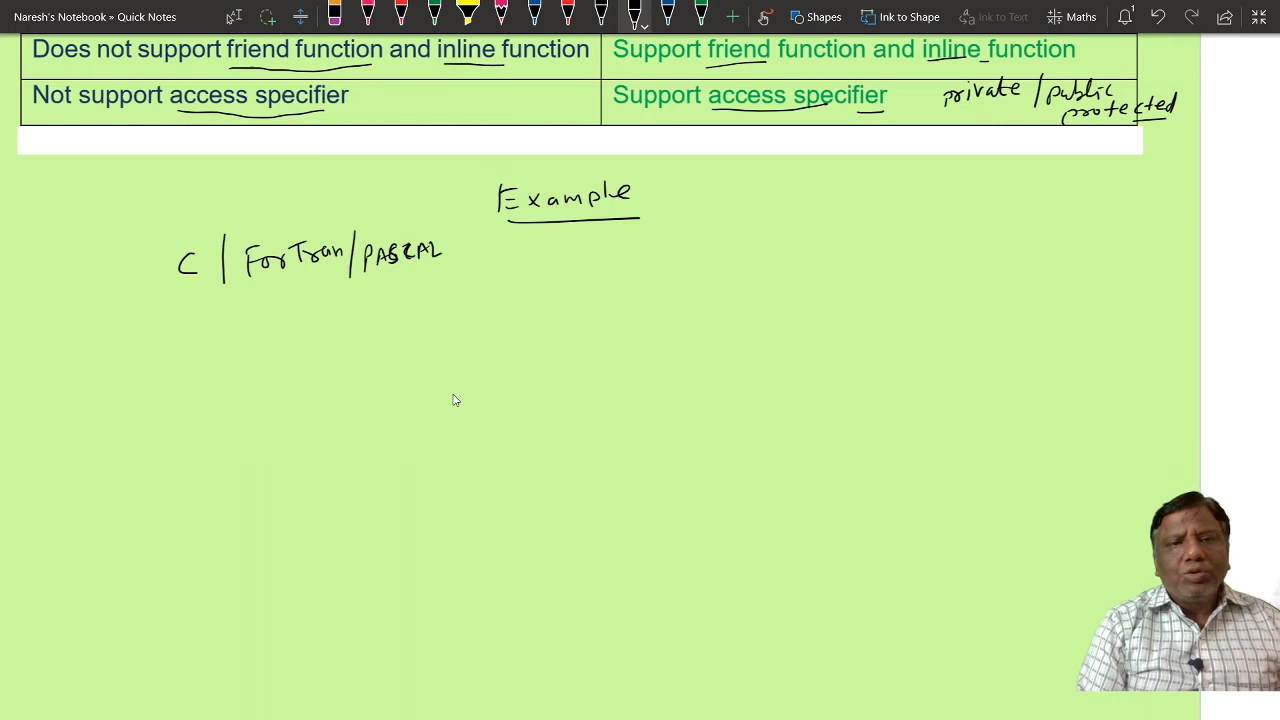 Naresh's Notebook » Quick Notes Shapes Ink to Shape Ink to Text Maths
Does not support friend function and inline function Support friend function and inline function
Not support access specifier Support access specifier private / public
protected
Example
C | ForTran / PASCAL